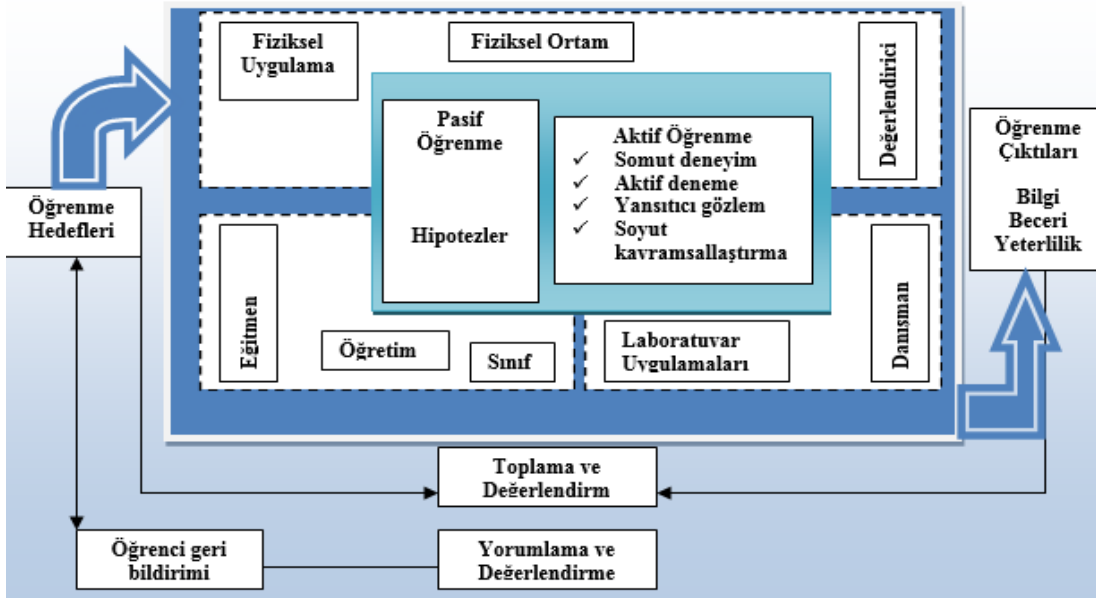 Fiziksel
Uygulama
Fiziksel Ortam
Değerlendirici
Pasif
Öğrenme
Hipotezler
Aktif Öğrenme
✓ Somut deneyim
✓ Aktif deneme
✓ Yansıtıcı gözlem
✓ Soyut
kavramsallaştırma
Öğrenme
Hedefleri
Öğrenme
Çıktıları
Bilgi
Beceri
Yeterlilik
Eğitmen
Öğretim
Sınıf
Laboratuvar
Uygulamaları
Danısman
Toplama ve
Değerlendirm
Öğrenci geri
bildirimi
Yorumlama ve
Değerlendirme